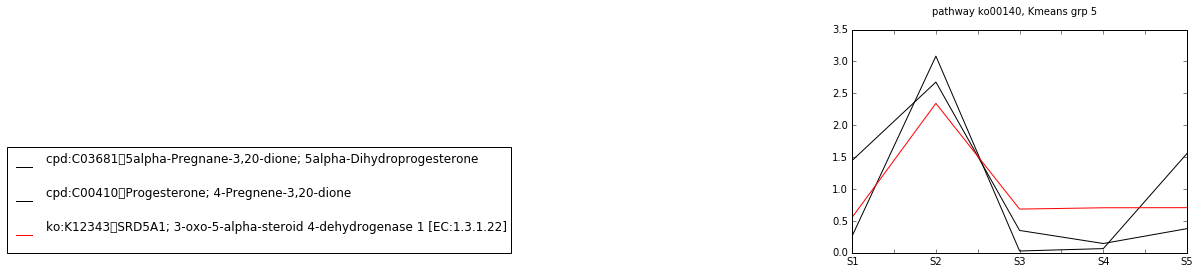 pathway ko00140, Kmeans grp 5
3.5
3.0
2.5
2.0
1.5
1.0
0.5
0.0
S1 S2 S3 S4 S5
cpd:C03681▯5alpha-Pregnane-3,20-dione; 5alpha-Dihydroprogesterone
cpd:C00410▯Progesterone; 4-Pregnene-3,20-dione
ko:K12343▯SRD5A1; 3-oxo-5-alpha-steroid 4-dehydrogenase 1 [EC:1.3.1.22]